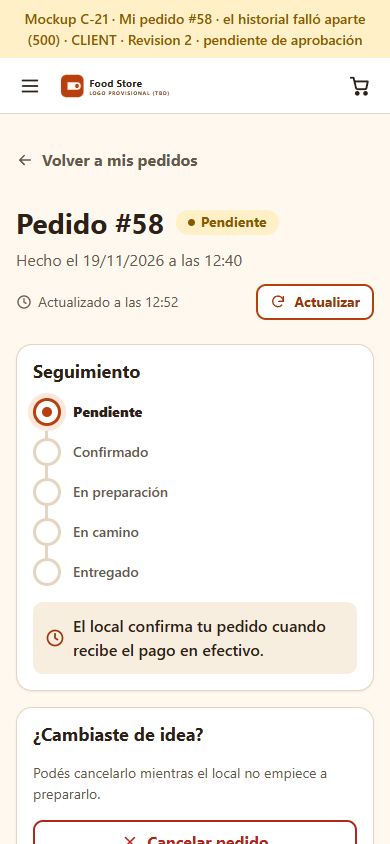 Mockup C-21 · Mi pedido #58 · el historial falló aparte
(500) · CLIENT · Revision 2 · pendiente de aprobación
Food Store
LOGO PROVISIONAL (TBD)
Volver a mis pedidos
Pedido #58
Pendiente
Hecho el 19/11/2026 a las 12:40
Actualizado a las 12:52
Actualizar
Seguimiento
Pendiente
Confirmado
En preparación
En camino
Entregado
El local confirma tu pedido cuando
recibe el pago en efectivo.
¿Cambiaste de idea?
Podés cancelarlo mientras el local no empiece a
prepararlo.
Cancelar pedido